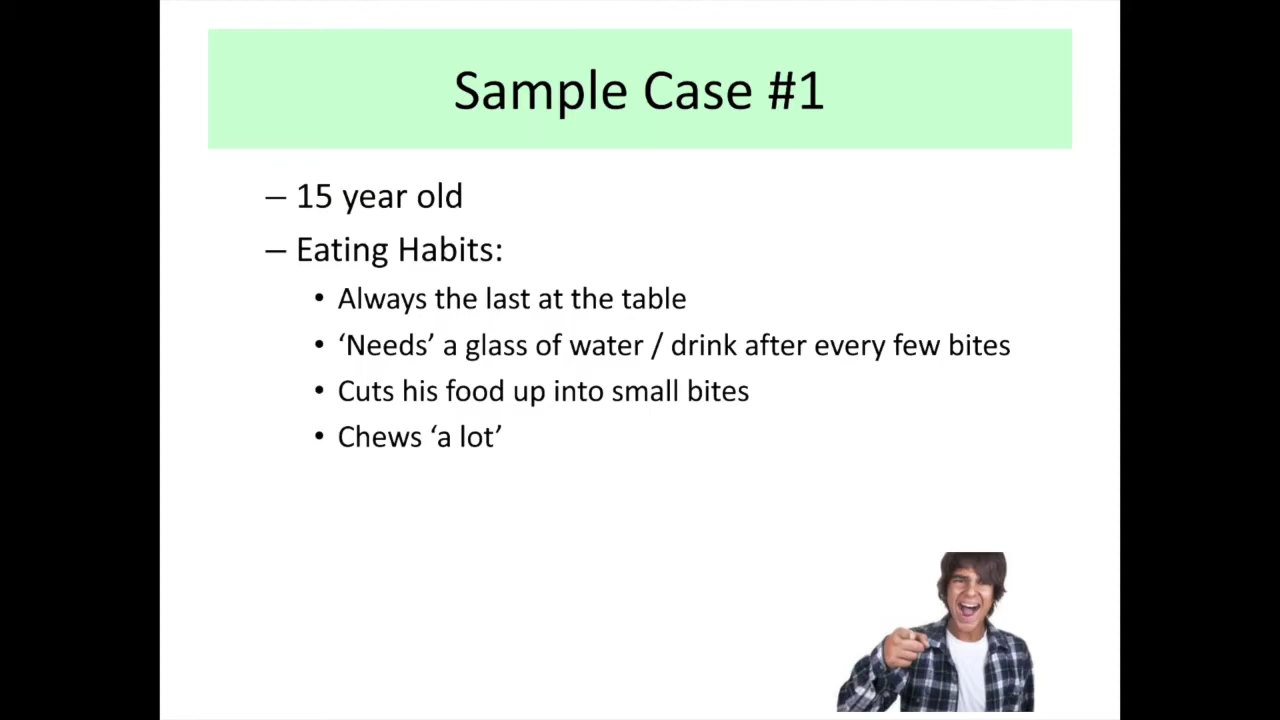 Sample Case #1
– 15 year old
– Eating Habits:
• Always the last at the table
• ‘Needs’ a glass of water / drink after every few bites
• Cuts his food up into small bites
• Chews ‘a lot’